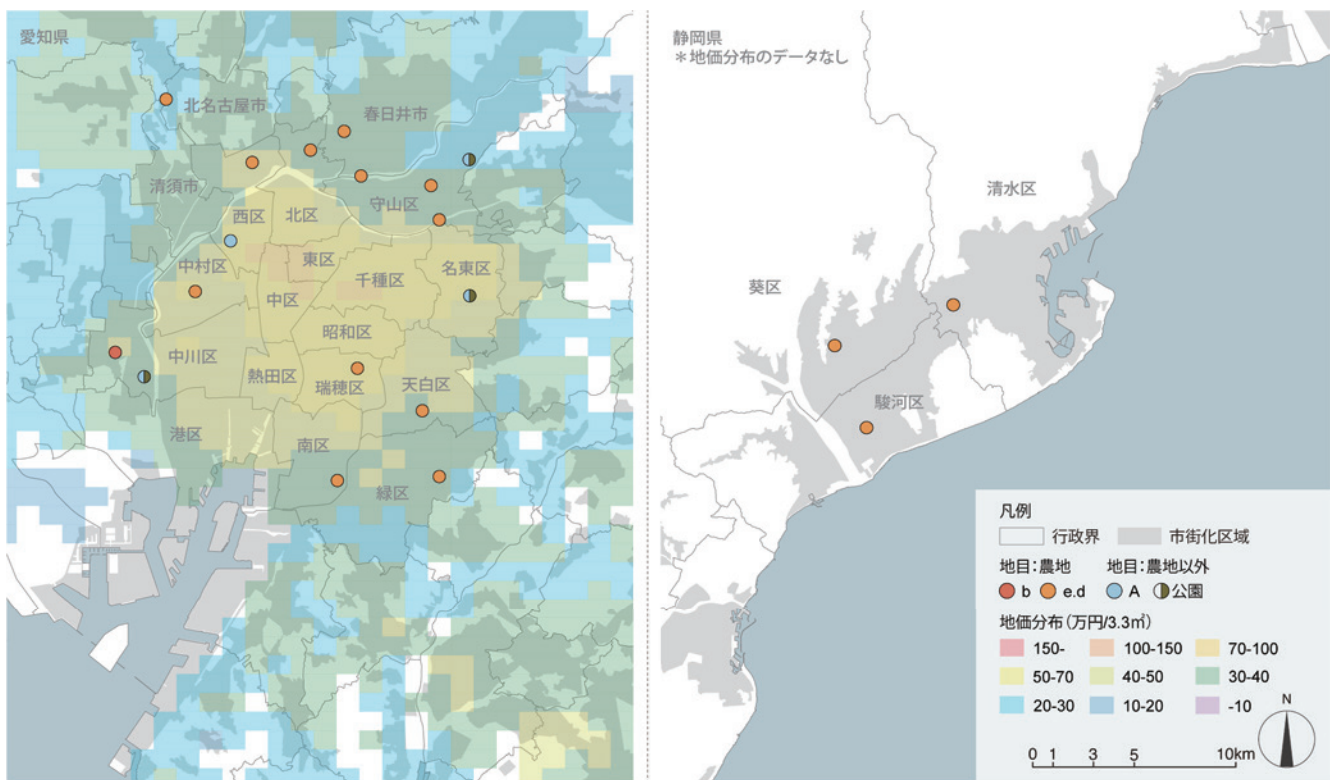 愛知県
北名古屋市
春日井市
清須市
守山区
西区
北区
中村区
東区
千種区
名東区
中区
昭和区
中川区
熱田区
瑞穂区
天白区
港区
南区
緑区
静岡県
*地価分布のデータなし
清水区
葵区
駿河区
凡例
行政界 市街化区域
地目:農地 地目:農地以外
b e.d A 公園
地価分布(万円/3.3㎡)
150- 100-150 70-100
50-70 40-50 30-40
20-30 10-20 -10
N
0 1 3 5 10km